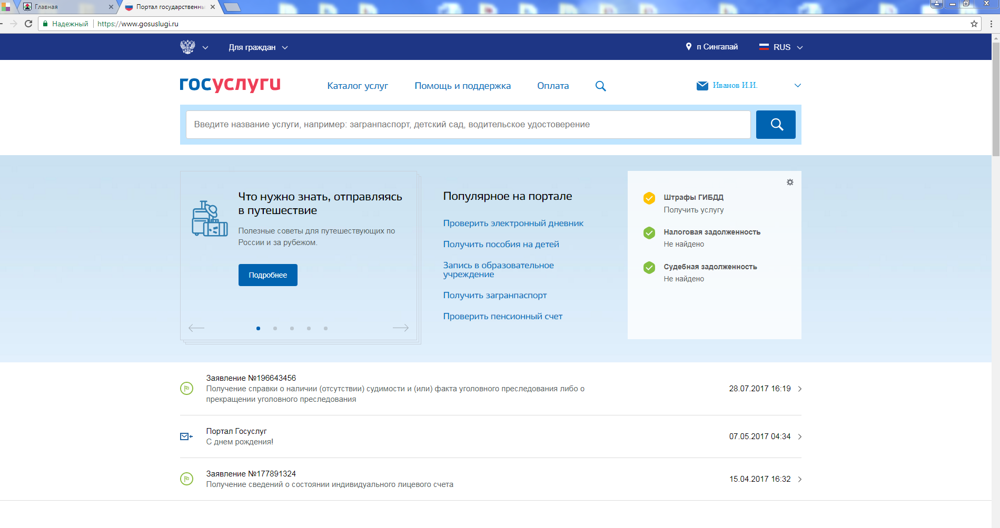 Главная
Портал государственны
Надежный
https://www.gosuslugi.ru
Для граждан
п Сингапай
RUS
госуслуги
Каталог услуг
Помощь и поддержка
Оплата
Иванов И.И.
Введите название услуги, например: загранпаспорт, детский сад, водительское удостоверение
Что нужно знать, отправляясь
в путешествие
Полезные советы для путешествующих по
России и за рубежом.
Подробнее
Популярное на портале
Проверить электронный дневник
Получить пособия на детей
Запись в образовательное
учреждение
Получить загранпаспорт
Проверить пенсионный счет
Штрафы ГИБДД
Получить услугу
Налоговая задолженность
Не найдено
Судебная задолженность
Не найдено
Заявление №196643456
Получение справки о наличии (отсутствии) судимости и (или) факта уголовного преследования либо о
прекращении уголовного преследования
28.07.2017 16:19
Портал Госуслуг
С днем рождения!
07.05.2017 04:34
Заявление №177891324
Получение сведений о состоянии индивидуального лицевого счета
15.04.2017 16:32